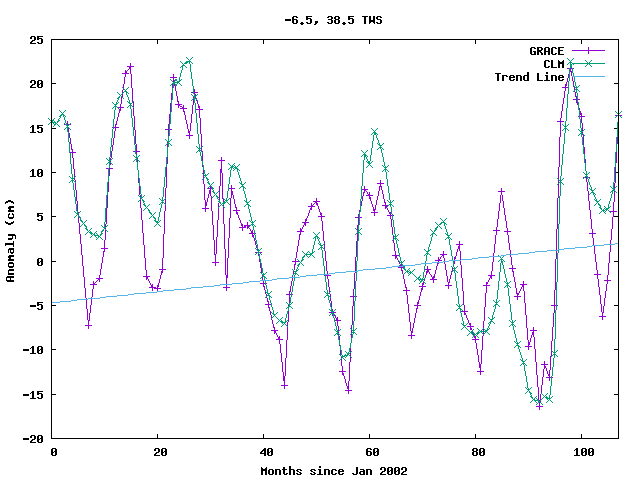 -6.5, 38.5 TWS
GRACE
CLM
Trend Line
25
20
15
10
5
0
-5
-10
-15
-20
Anomaly (cm)
0 20 40 60 80 100
Months since Jan 2002